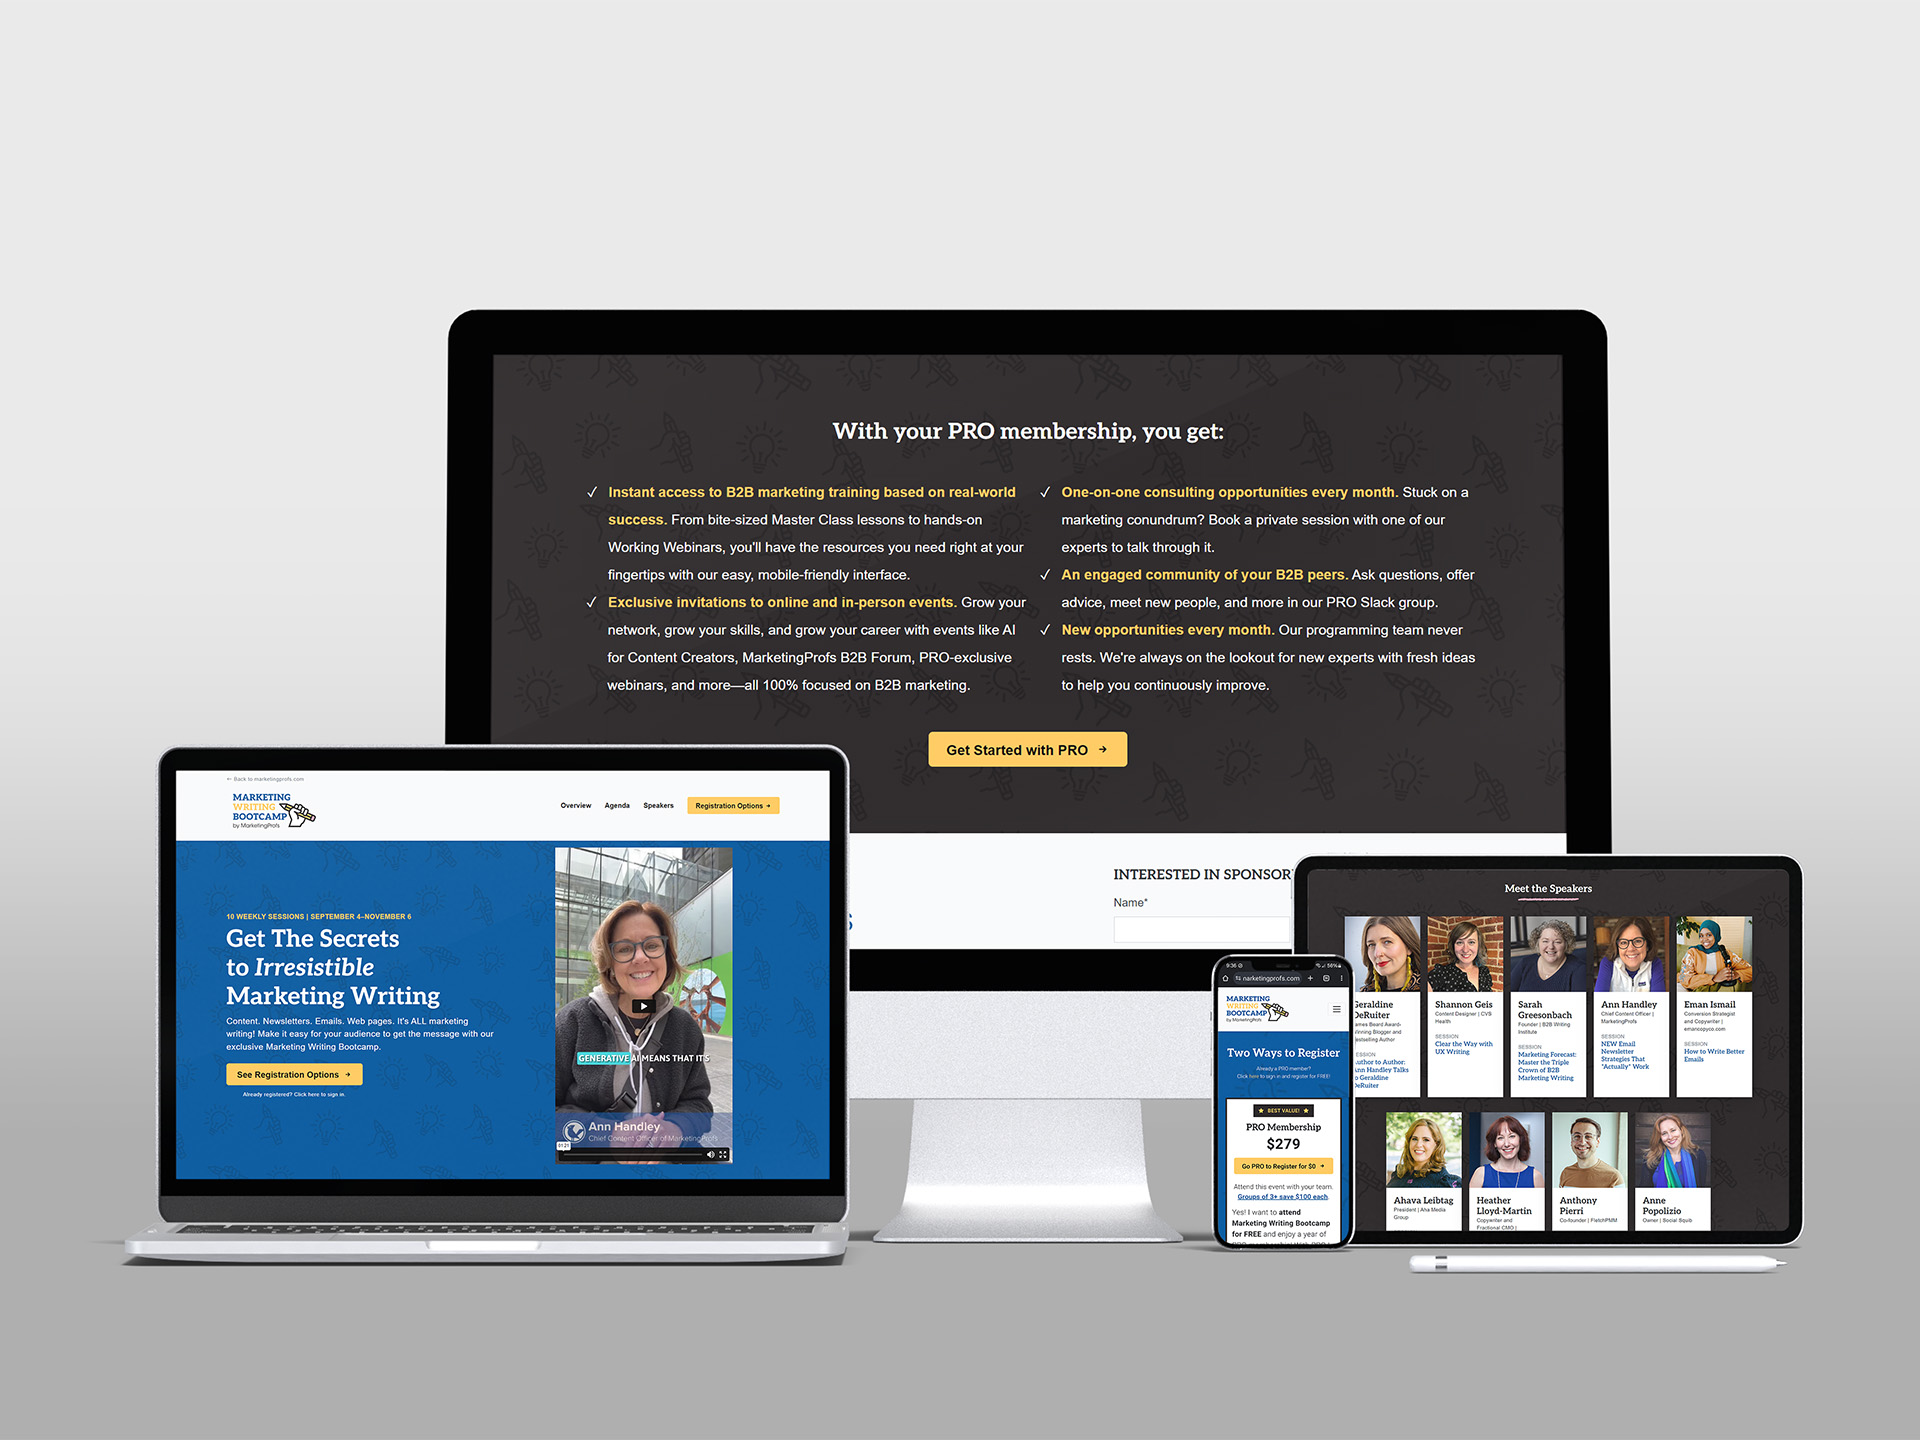 With your PRO membership, you get:
✓ Instant access to B2B marketing training based on real-world
success. From bite-sized Master Class lessons to hands-on
Working Webinars, you'll have the resources you need right at your
fingertips with our easy, mobile-friendly interface.
✓ Exclusive invitations to online and in-person events. Grow your
network, grow your skills, and grow your career with events like AI
for Content Creators, MarketingProfs B2B Forum, PRO-exclusive
webinars, and more—all 100% focused on B2B marketing.
✓ One-on-one consulting opportunities every month. Stuck on a
marketing conundrum? Book a private session with one of our
experts to talk through it.
✓ An engaged community of your B2B peers. Ask questions, offer
advice, meet new people, and more in our PRO Slack group.
✓ New opportunities every month. Our programming team never
rests. We're always on the lookout for new experts with fresh ideas
to help you continuously improve.
Get Started with PRO →
INTERESTED IN SPONSOR
Name*
← Back to marketingprofs.com
MARKETING
WRITING
BOOTCAMP
by MarketingProfs
Overview Agenda Speakers Registration Options →
10 WEEKLY SESSIONS | SEPTEMBER 4–NOVEMBER 6
Get The Secrets
to Irresistible
Marketing Writing
Content. Newsletters. Emails. Web pages. It's ALL marketing
writing! Make it easy for your audience to get the message with our
exclusive Marketing Writing Bootcamp.
See Registration Options →
Already registered? Click here to sign in.
GENERATIVE AI MEANS THAT IT'S
Ann Handley
Chief Content Officer of MarketingProfs
01:21
9:36
56%
narketingprofs.com
MARKETING
WRITING
BOOTCAMP
by MarketingProfs
Two Ways to Register
Already a PRO member?
Click here to sign in and register for FREE!
★ BEST VALUE! ★
PRO Membership
$279
Go PRO to Register for $0 →
Attend this event with your team.
Groups of 3+ save $100 each.
Yes! I want to attend
Marketing Writing Bootcamp
for FREE and enjoy a year of
Meet the Speakers
Geraldine
DeRuiter
James Beard Award-
Winning Blogger and
Bestselling Author
SESSION
Author to Author:
Ann Handley Talks
to Geraldine
DeRuiter
Shannon Geis
Content Designer | CVS
Health
SESSION
Clear the Way with
UX Writing
Sarah
Greesonbach
Founder | B2B Writing
Institute
SESSION
Marketing Forecast:
Master the Triple
Crown of B2B
Marketing Writing
Ann Handley
Chief Content Officer |
MarketingProfs
SESSION
NEW Email
Newsletter
Strategies That
"Actually" Work
Eman Ismail
Conversion Strategist
and Copywriter |
emancopyco.com
SESSION
How to Write Better
Emails
Ahava Leibtag
President | Aha Media
Group
Heather
Lloyd-Martin
Copywriter and
Fractional CMO |
Anthony
Pierri
Co-founder | FletchPMM
Anne
Popolizio
Owner | Social Squib